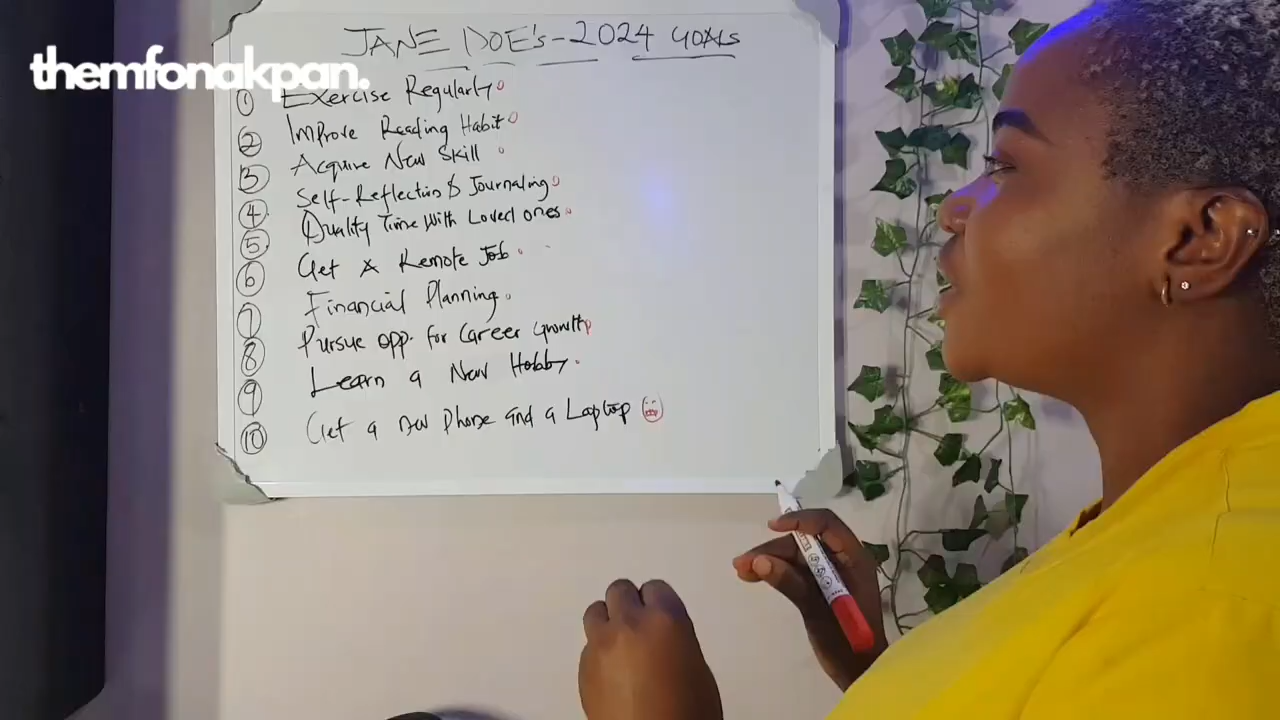 JANE DOE's - 2024 GOALS
themfonakpan.
① Exercise Regularly
② Improve Reading Habit
③ Acquire New Skill
④ Self-Reflection & Journaling
⑤ Quality Time With Loved ones
⑥ Get A Remote Job
⑦ Financial Planning
⑧ Pursue opp. for Career Growth
⑨ Learn a New Hobby
⑩ Get a new Phone and a Laptop